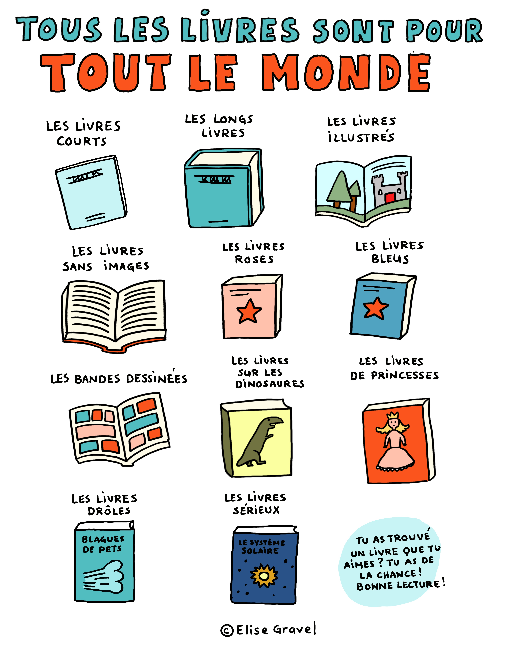 TOUS LES LiVRES SONT POUR
TOUT LE MONDE
LES LiVRES
COURTS
LES LONGS
LiVRES
LES LiVRES
iLLUSTRÉS
LES LiVRES
SANS iMAGES
LES LiVRES
ROSES
LES LiVRES
BLEUS
LES BANDES DESSiNÉES
LES LiVRES
SUR LES
DiNOSAURES
LES LiVRES
DE PRiNCESSES
LES LiVRES
DRÔLES
BLAGUES
DE PETS
LES LiVRES
SÉRiEUX
LE SYSTÈME
SOLAiRE
TU AS TROUVÉ
UN LiVRE QUE TU
AiMES ? TU AS DE
LA CHANCE !
BONNE LECTURE !
©Elise Gravel